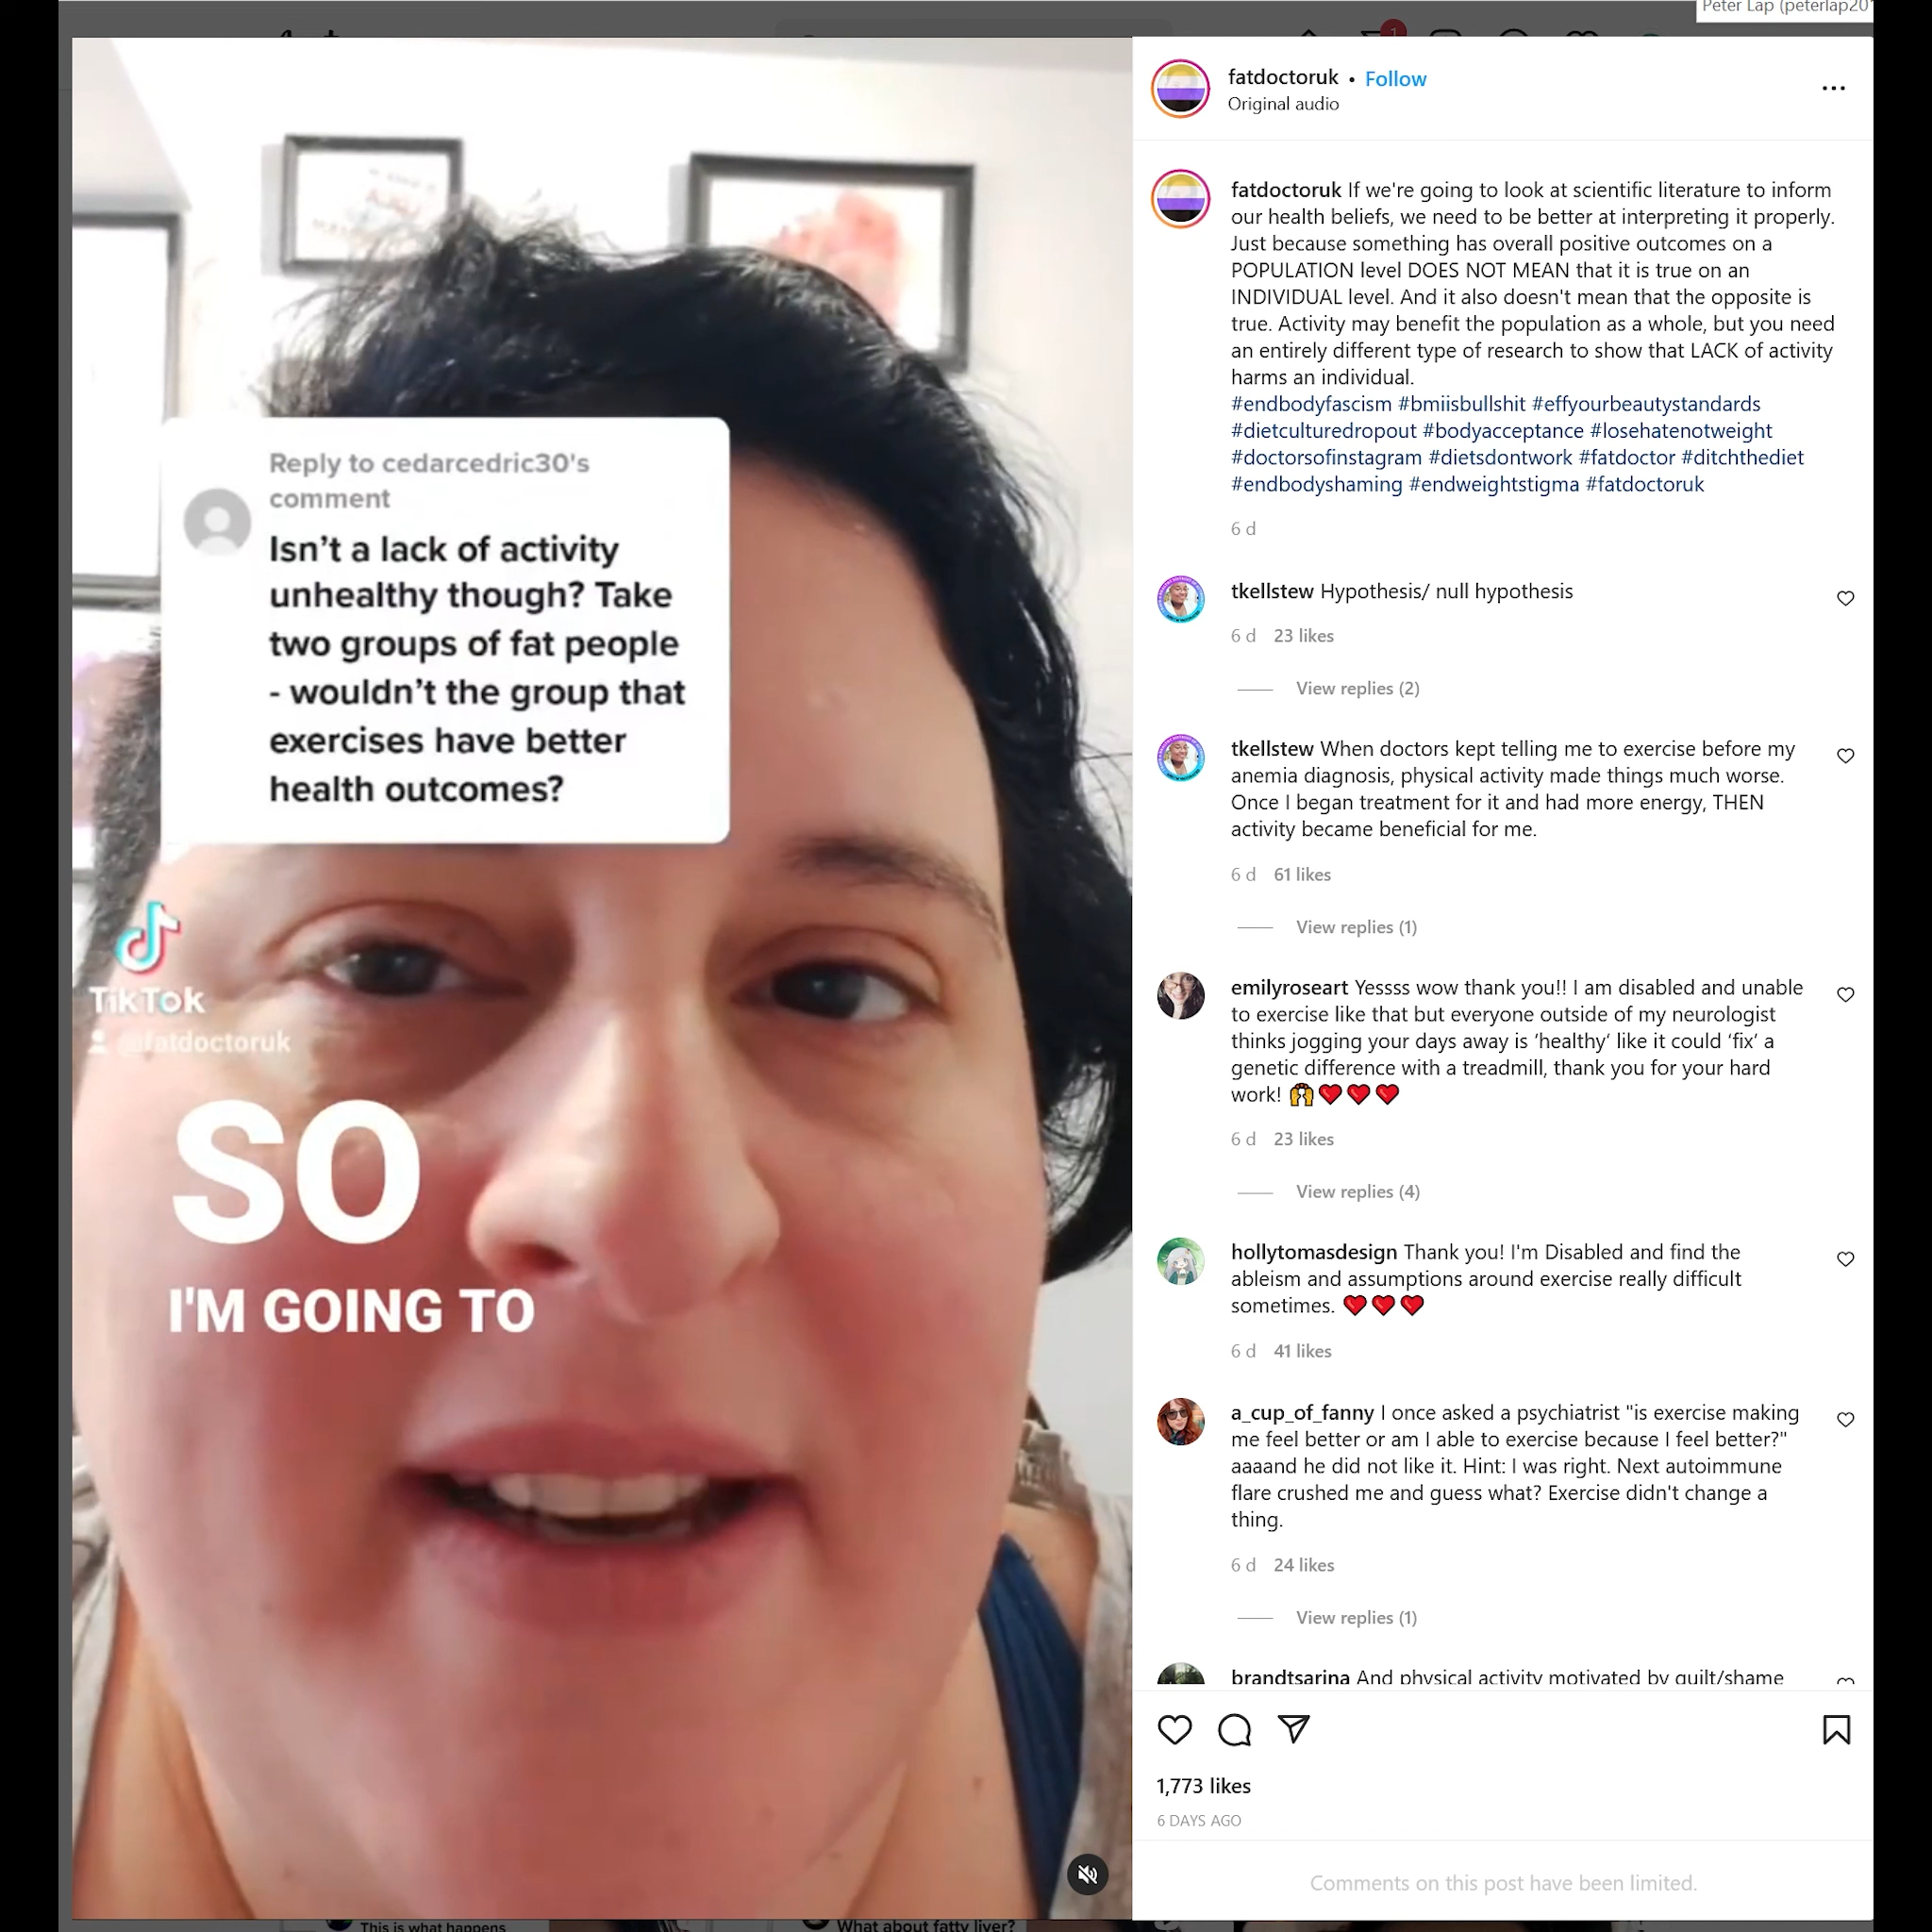 Peter Lap (peterlap201
1
Reply to cedarcedric30's
comment
Isn’t a lack of activity
unhealthy though? Take
two groups of fat people
- wouldn’t the group that
exercises have better
health outcomes?
TikTok
@fatdoctoruk
SO
I'M GOING TO
fatdoctoruk • Follow
Original audio
fatdoctoruk If we're going to look at scientific literature to inform
our health beliefs, we need to be better at interpreting it properly.
Just because something has overall positive outcomes on a
POPULATION level DOES NOT MEAN that it is true on an
INDIVIDUAL level. And it also doesn't mean that the opposite is
true. Activity may benefit the population as a whole, but you need
an entirely different type of research to show that LACK of activity
harms an individual.
#endbodyfascism #bmiisbullshit #effyourbeautystandards
#dietculturedropout #bodyacceptance #losehatenotweight
#doctorsofinstagram #dietsdontwork #fatdoctor #ditchthediet
#endbodyshaming #endweightstigma #fatdoctoruk
6 d
tkellstew Hypothesis/ null hypothesis
6 d 23 likes
View replies (2)
tkellstew When doctors kept telling me to exercise before my
anemia diagnosis, physical activity made things much worse.
Once I began treatment for it and had more energy, THEN
activity became beneficial for me.
6 d 61 likes
View replies (1)
emilyroseart Yessss wow thank you!! I am disabled and unable
to exercise like that but everyone outside of my neurologist
thinks jogging your days away is ‘healthy’ like it could ‘fix’ a
genetic difference with a treadmill, thank you for your hard
work! 🙌❤️❤️❤️
6 d 23 likes
View replies (4)
hollytomasdesign Thank you! I'm Disabled and find the
ableism and assumptions around exercise really difficult
sometimes. ❤️❤️❤️
6 d 41 likes
a_cup_of_fanny I once asked a psychiatrist "is exercise making
me feel better or am I able to exercise because I feel better?"
aaaand he did not like it. Hint: I was right. Next autoimmune
flare crushed me and guess what? Exercise didn't change a
thing.
6 d 24 likes
View replies (1)
brandtsarina And physical activity motivated by guilt/shame
1,773 likes
6 DAYS AGO
Comments on this post have been limited.
This is what happens
What about fatty liver?